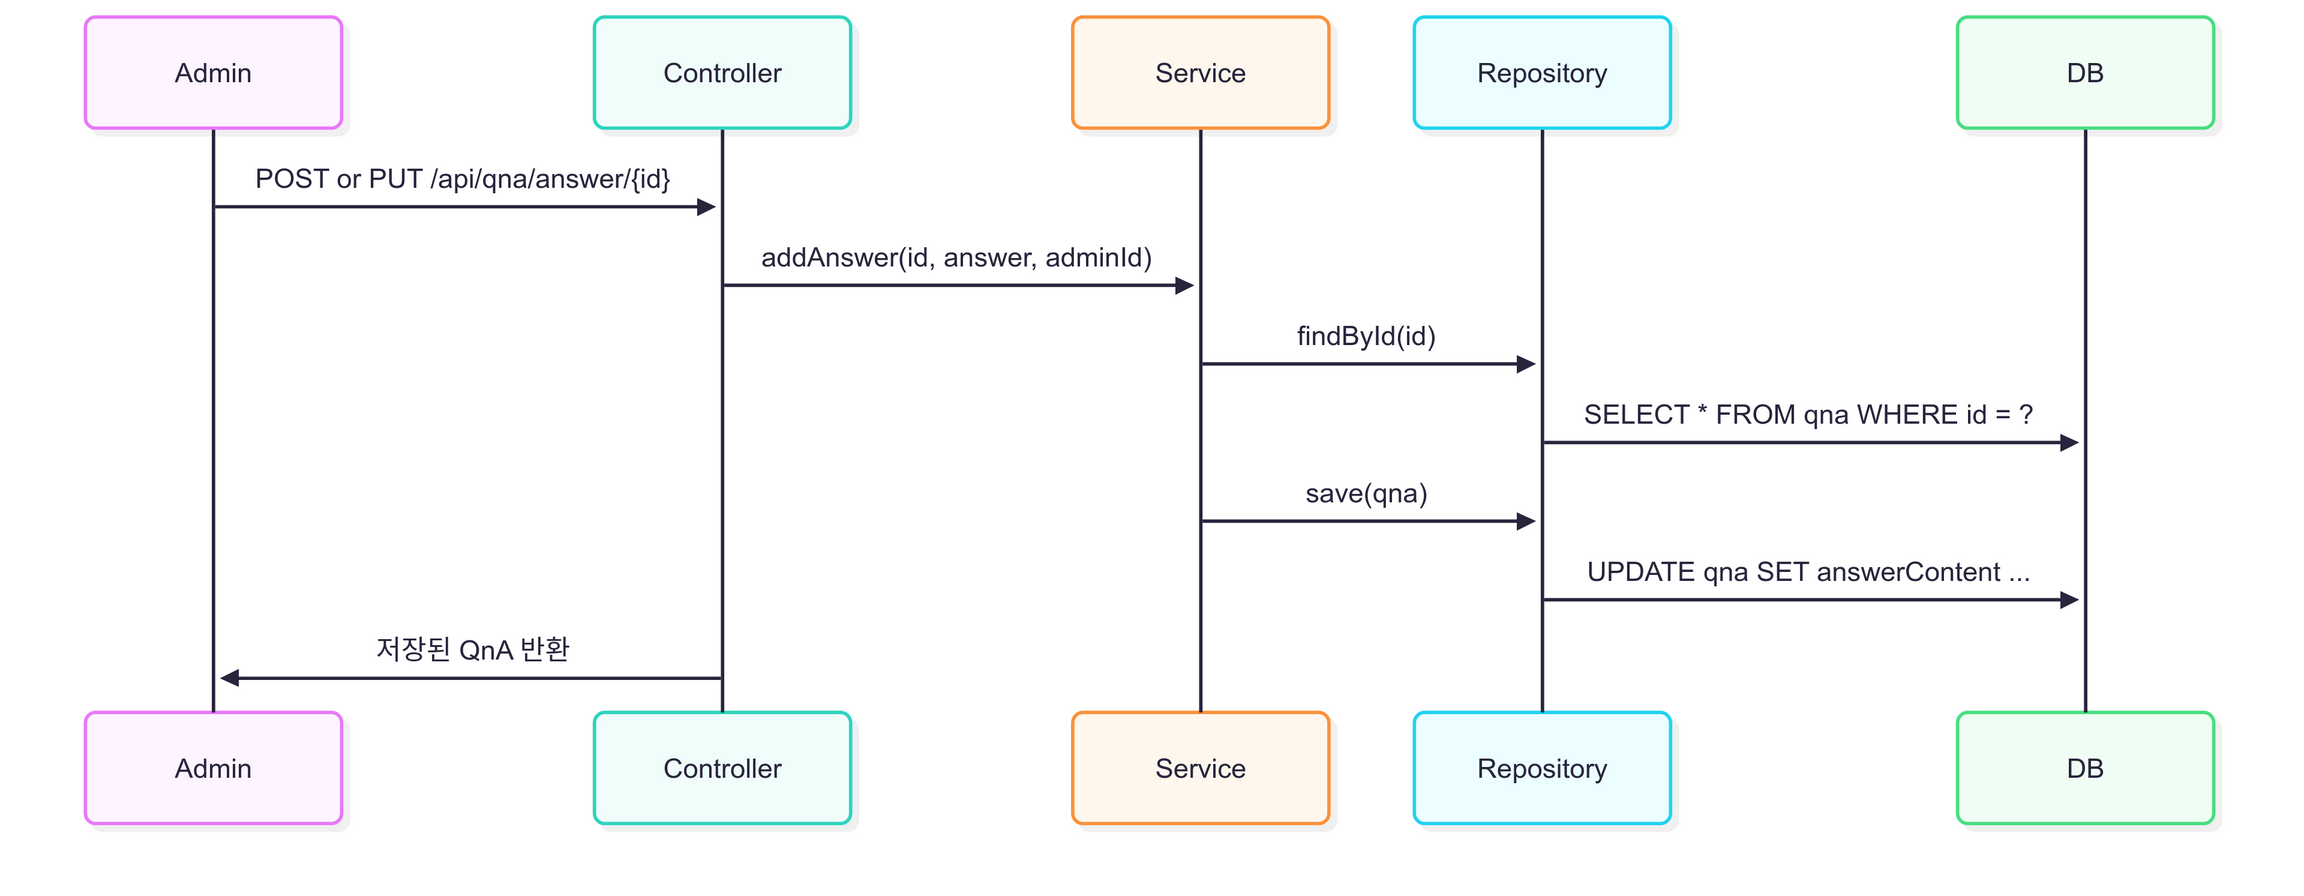 Admin
Controller
Service
Repository
DB
POST or PUT /api/qna/answer/{id}
addAnswer(id, answer, adminId)
findById(id)
SELECT * FROM qna WHERE id = ?
save(qna)
UPDATE qna SET answerContent ...
저장된 QnA 반환
Admin
Controller
Service
Repository
DB